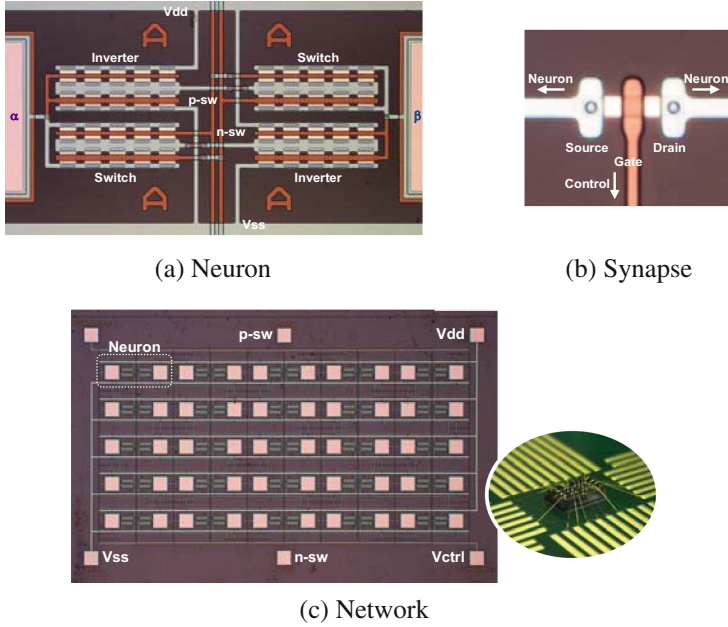 Vdd
Inverter
Switch
α
p-sw
β
n-sw
Switch
Inverter
Vss
Neuron
Neuron
Source
Drain
Gate
Control
(a) Neuron
(b) Synapse
p-sw
Vdd
Neuron
Vss
n-sw
Vctrl
(c) Network